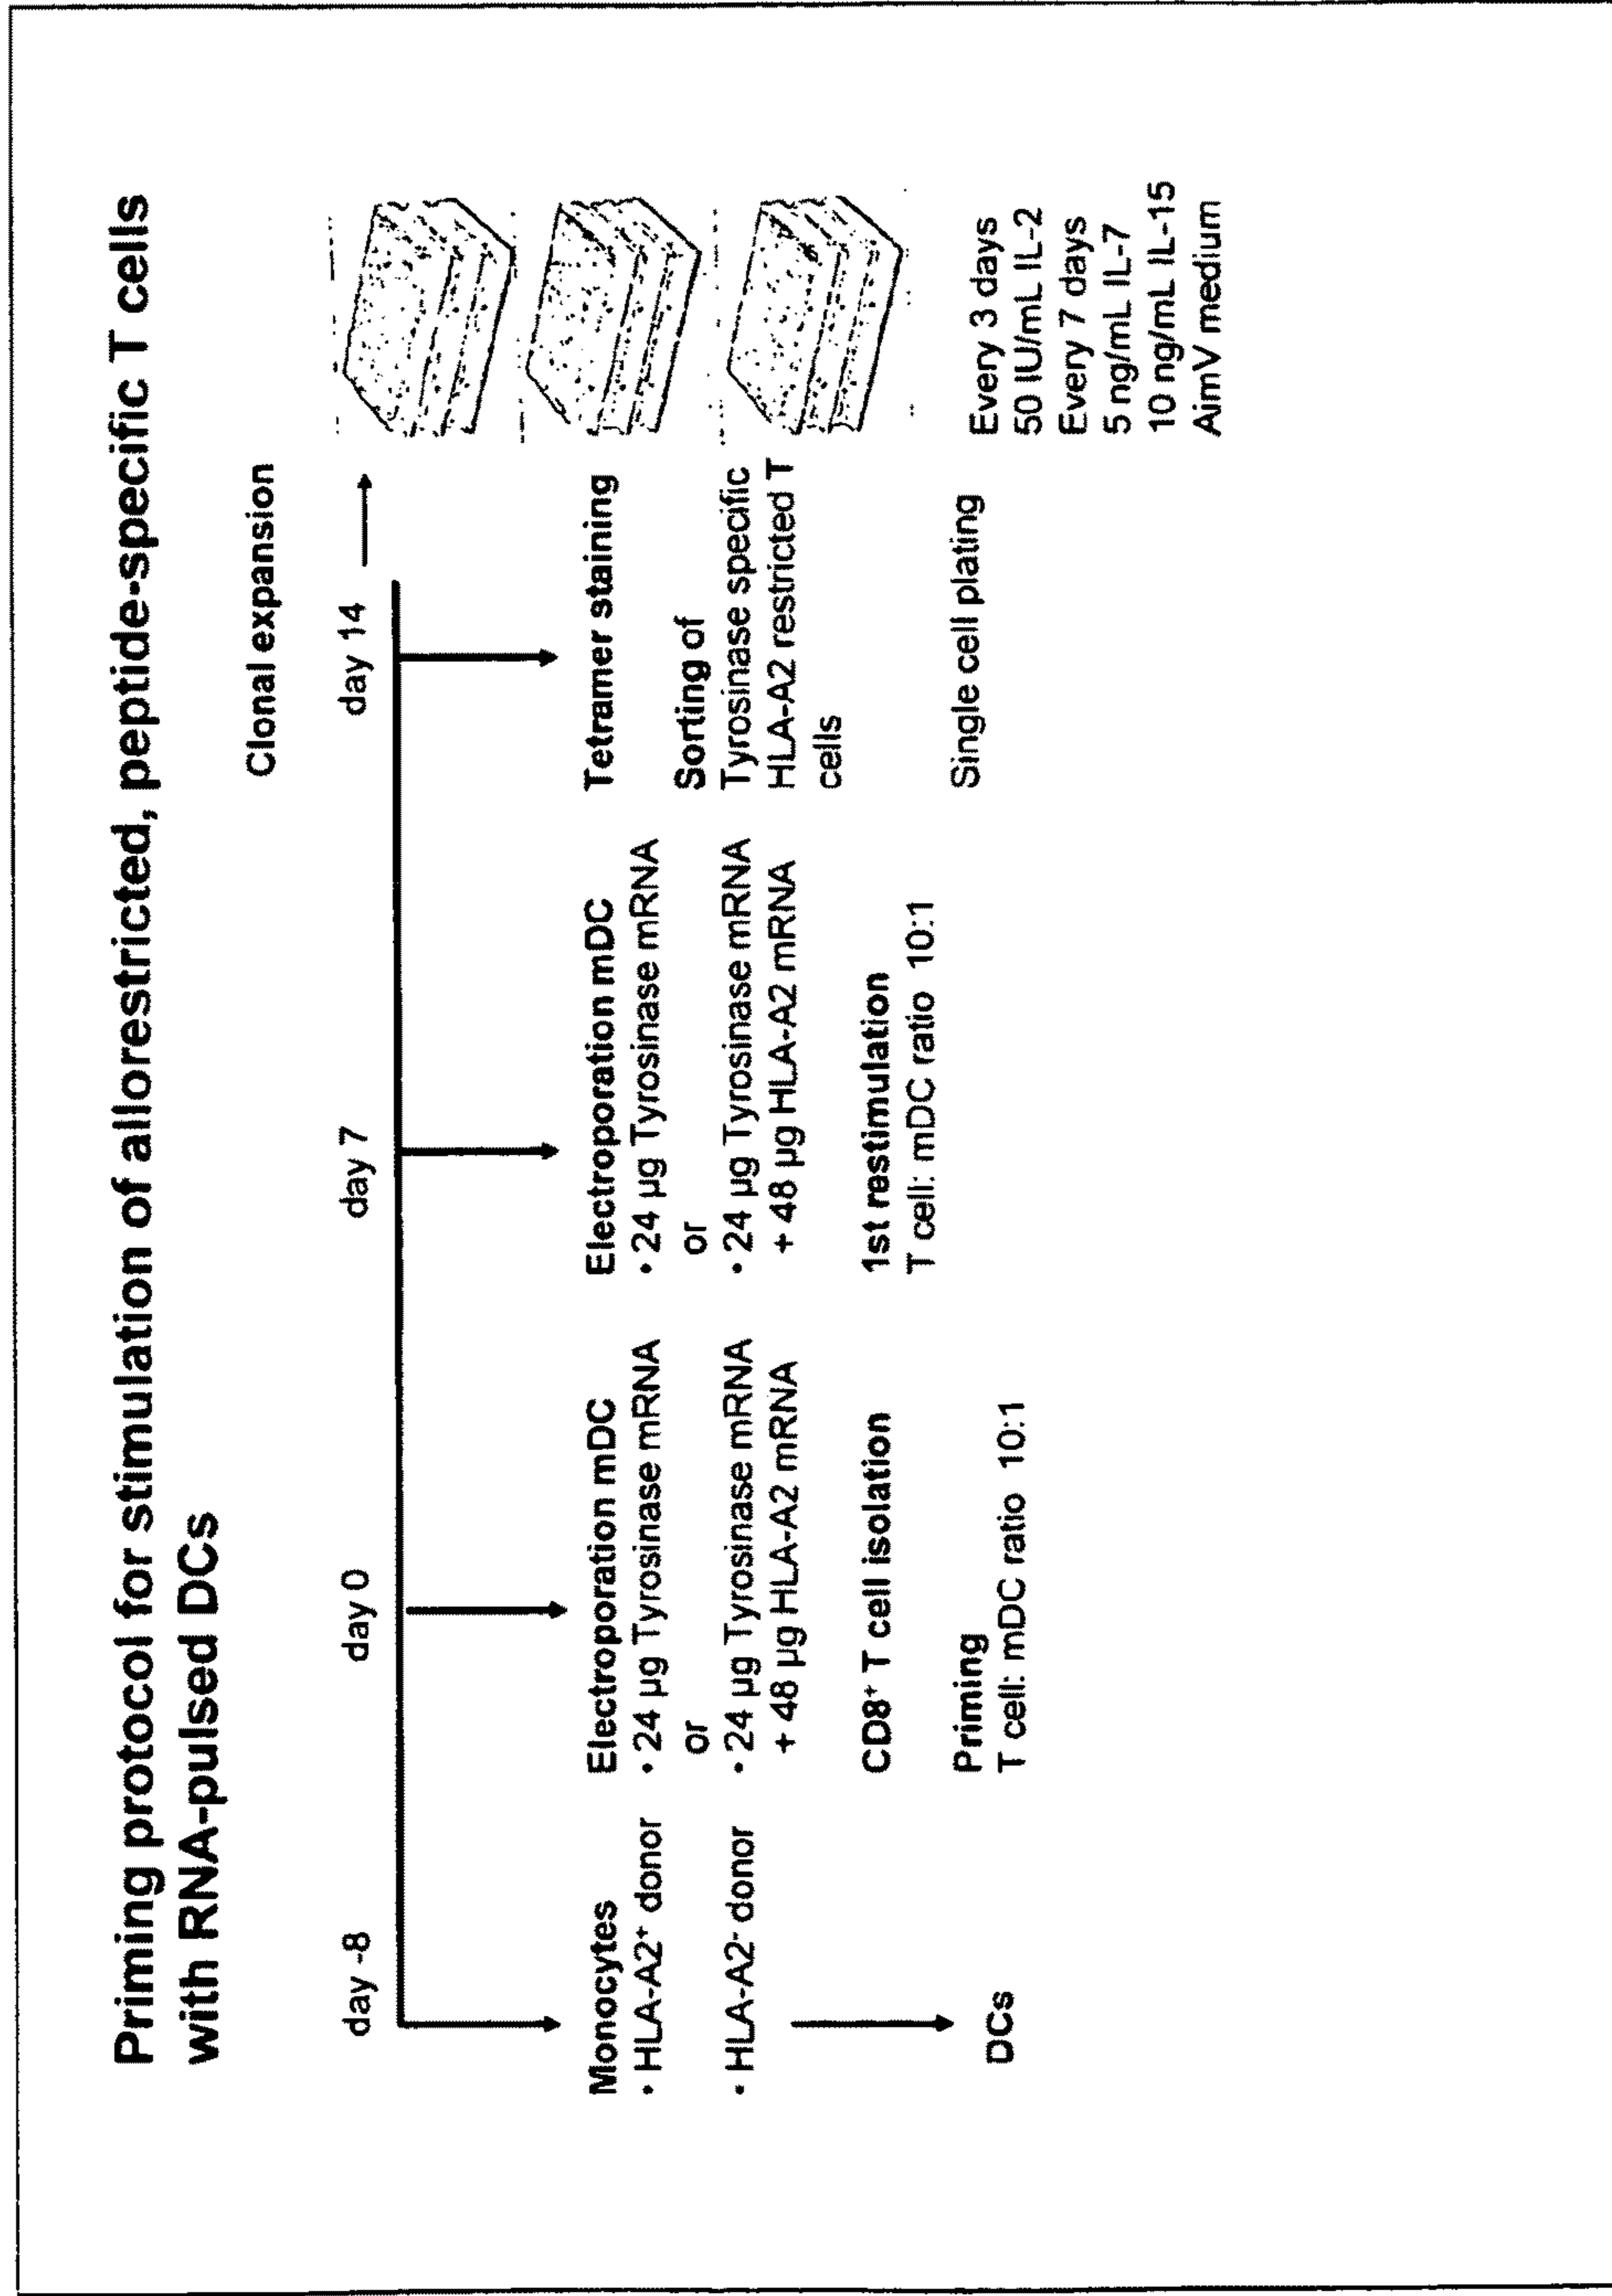 Priming protocol for stimulation of allorestricted, peptide-specific T cells
with RNA-pulsed DCs
Clonal expansion
day -8
day 0
day 7
day 14
Monocytes
• HLA-A2⁺ donor
• HLA-A2⁻ donor
DCs
Electroporation mDC
• 24 µg Tyrosinase mRNA
or
• 24 µg Tyrosinase mRNA
+ 48 µg HLA-A2 mRNA
CD8⁺ T cell isolation
Priming
T cell: mDC ratio 10:1
Electroporation mDC
• 24 µg Tyrosinase mRNA
or
• 24 µg Tyrosinase mRNA
+ 48 µg HLA-A2 mRNA
1st restimulation
T cell: mDC ratio 10:1
Tetramer staining
Sorting of
Tyrosinase specific
HLA-A2 restricted T
cells
Single cell plating
Every 3 days
50 IU/mL IL-2
Every 7 days
5 ng/mL IL-7
10 ng/mL IL-15
AimV medium